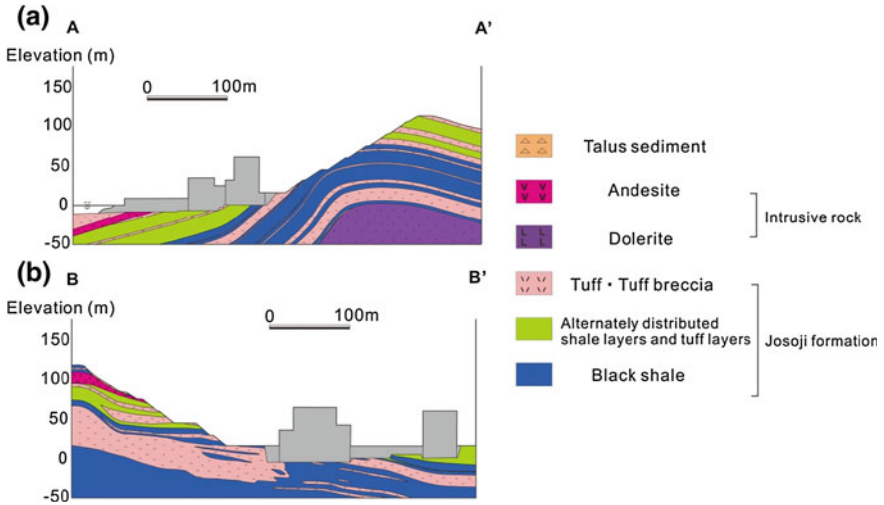 (a)
A
A'
Elevation (m)
150
100
50
0
-50
0
100m
(b)
B
B'
Elevation (m)
150
100
50
0
-50
0
100m
Talus sediment
Andesite
Dolerite
Intrusive rock
Tuff・Tuff breccia
Alternately distributed
shale layers and tuff layers
Black shale
Josoji formation